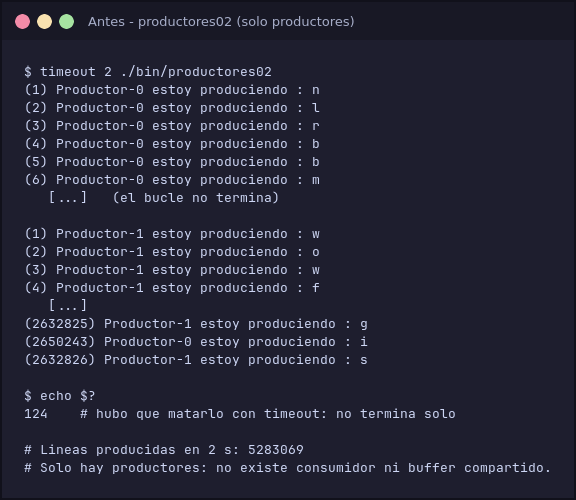 Antes - productores02 (solo productores)
$ timeout 2 ./bin/productores02
(1) Productor-0 estoy produciendo : n
(2) Productor-0 estoy produciendo : l
(3) Productor-0 estoy produciendo : r
(4) Productor-0 estoy produciendo : b
(5) Productor-0 estoy produciendo : b
(6) Productor-0 estoy produciendo : m
[...]   (el bucle no termina)
(1) Productor-1 estoy produciendo : w
(2) Productor-1 estoy produciendo : o
(3) Productor-1 estoy produciendo : w
(4) Productor-1 estoy produciendo : f
[...]
(2632825) Productor-1 estoy produciendo : g
(2650243) Productor-0 estoy produciendo : i
(2632826) Productor-1 estoy produciendo : s
$ echo $?
124    # hubo que matarlo con timeout: no termina solo
# Lineas producidas en 2 s: 5283069
# Solo hay productores: no existe consumidor ni buffer compartido.